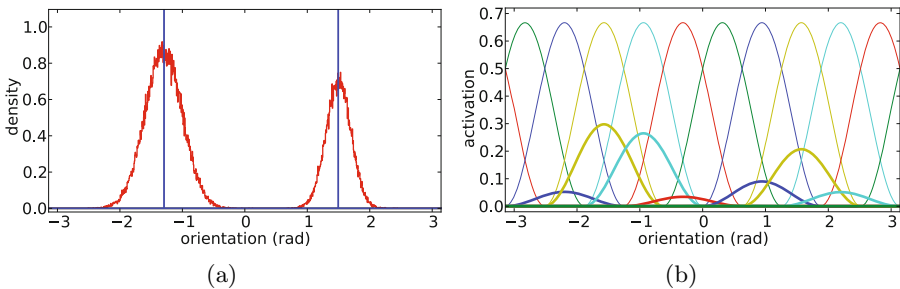 1.0
0.8
0.6
0.4
0.2
0.0
density
−3 −2 −1 0 1 2 3
orientation (rad)
(a)
0.7
0.6
0.5
0.4
0.3
0.2
0.1
0.0
activation
−3 −2 −1 0 1 2 3
orientation (rad)
(b)